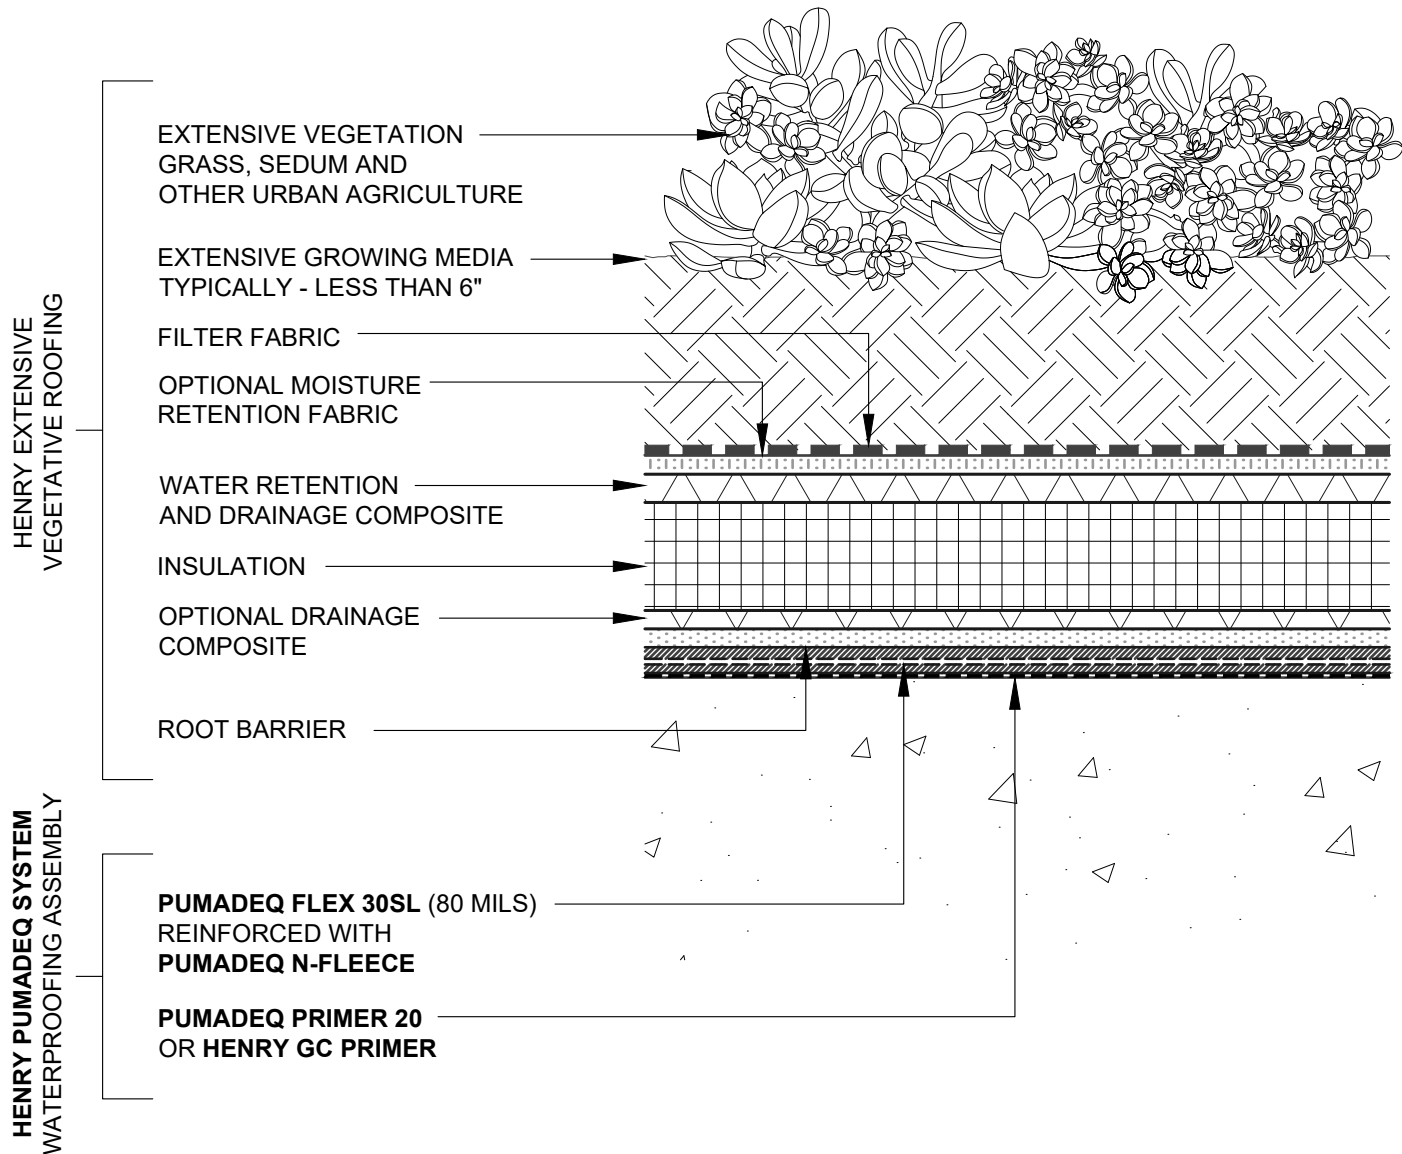 HENRY EXTENSIVE
VEGETATIVE ROOFING
EXTENSIVE VEGETATION
GRASS, SEDUM AND
OTHER URBAN AGRICULTURE
EXTENSIVE GROWING MEDIA
TYPICALLY - LESS THAN 6"
FILTER FABRIC
OPTIONAL MOISTURE
RETENTION FABRIC
WATER RETENTION
AND DRAINAGE COMPOSITE
INSULATION
OPTIONAL DRAINAGE
COMPOSITE
ROOT BARRIER
HENRY PUMADEQ SYSTEM
WATERPROOFING ASSEMBLY
PUMADEQ FLEX 30SL (80 MILS)
REINFORCED WITH
PUMADEQ N-FLEECE
PUMADEQ PRIMER 20
OR HENRY GC PRIMER